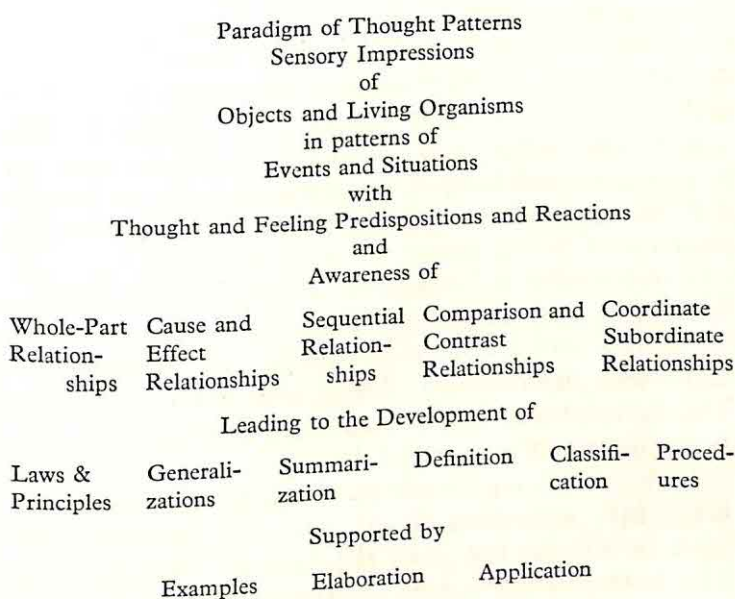 Paradigm of Thought Patterns
Sensory Impressions
of
Objects and Living Organisms
in patterns of
Events and Situations
with
Thought and Feeling Predispositions and Reactions
and
Awareness of
Whole-Part Cause and Sequential Comparison and Coordinate
Relation- Effect Relation- Contrast Subordinate
ships Relationships ships Relationships Relationships
Leading to the Development of
Laws & Generali- Summari- Definition Classifi- Proced-
Principles zations zation cation ures
Supported by
Examples Elaboration Application